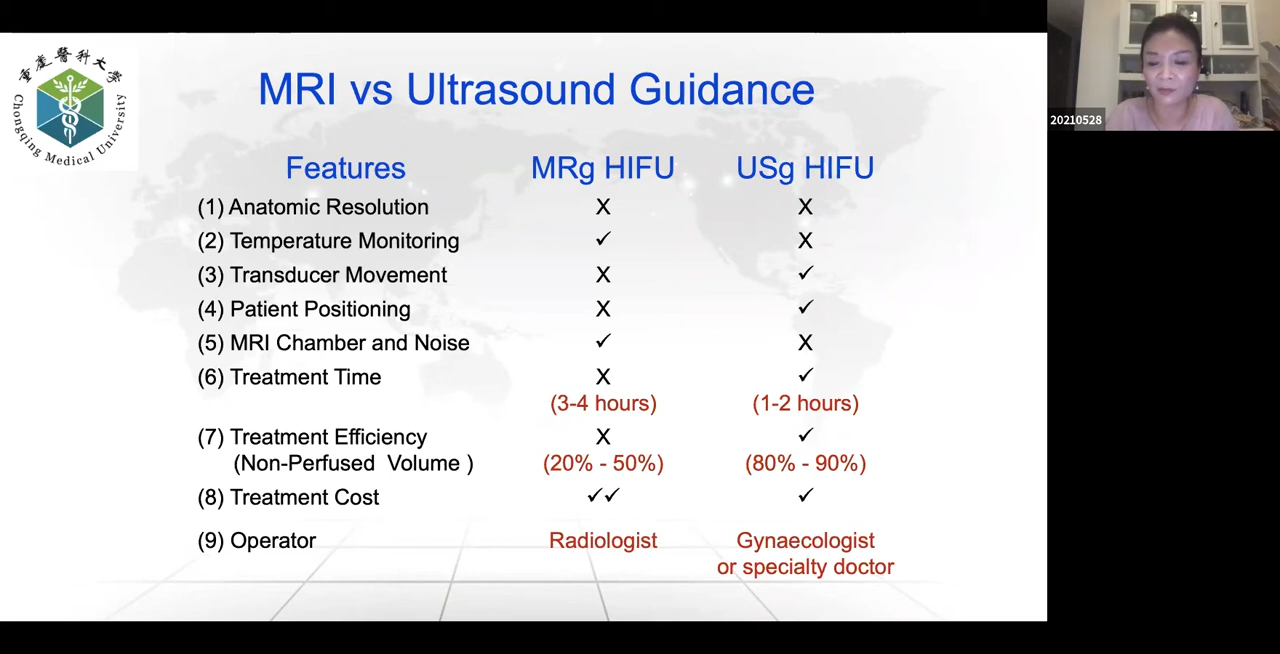 重慶醫科大學
Chongqing Medical University
MRI vs Ultrasound Guidance
Features MRg HIFU USg HIFU
(1) Anatomic Resolution X X
(2) Temperature Monitoring ✓ X
(3) Transducer Movement X ✓
(4) Patient Positioning X ✓
(5) MRI Chamber and Noise ✓ X
(6) Treatment Time X ✓
(3-4 hours) (1-2 hours)
(7) Treatment Efficiency X ✓
(Non-Perfused Volume ) (20% - 50%) (80% - 90%)
(8) Treatment Cost ✓✓ ✓
(9) Operator Radiologist Gynaecologist
or specialty doctor
20210528